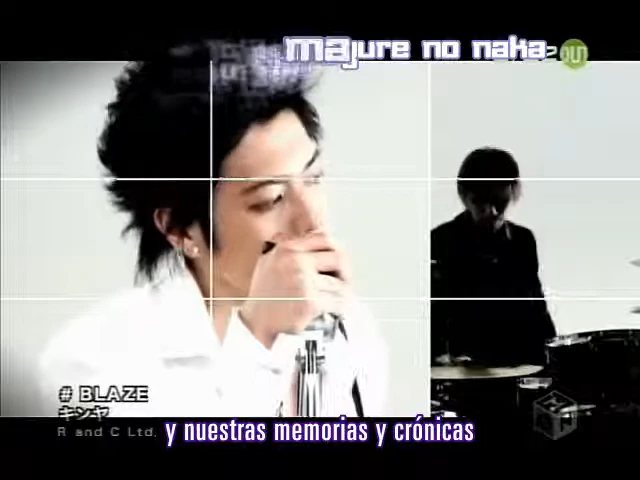 majure no naka
# BLAZE
キンヤ
R and C Ltd.
y nuestras memorias y crónicas